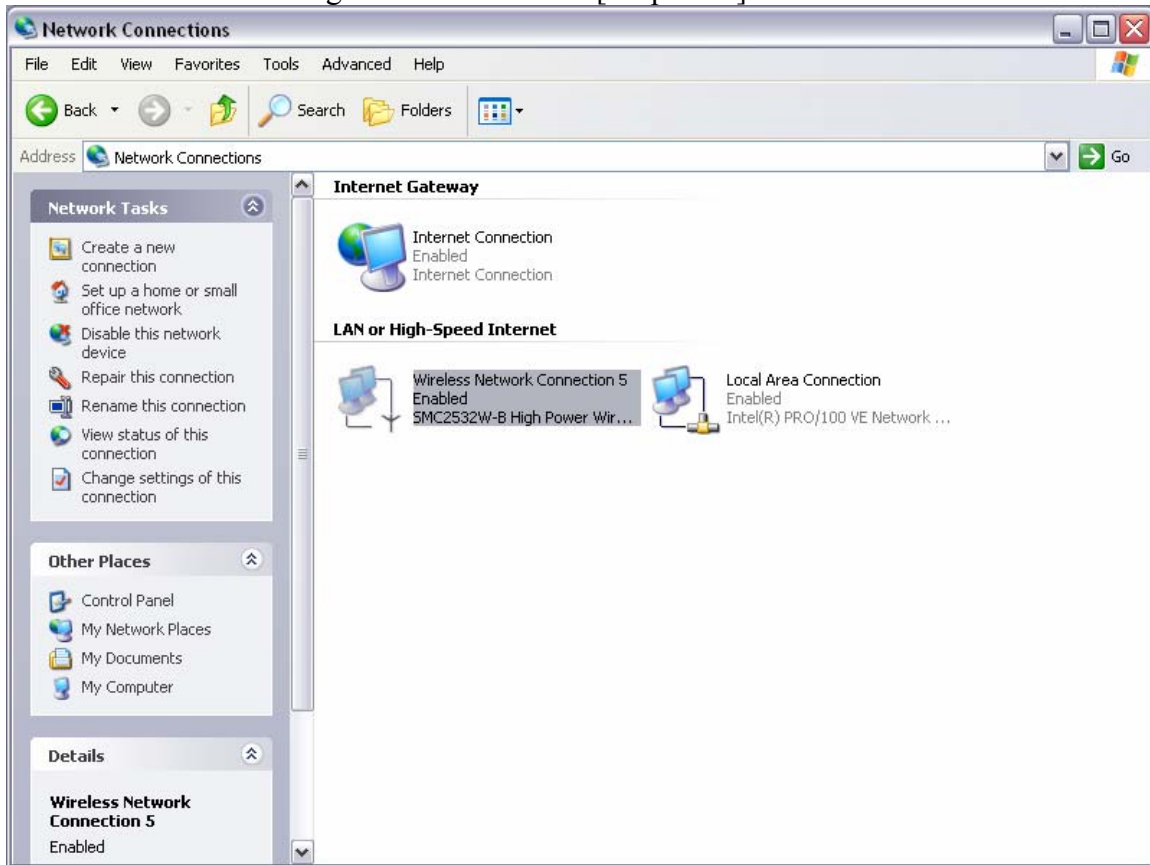 Network Connections
File Edit View Favorites Tools Advanced Help
Back Search Folders
Address Network Connections Go
Network Tasks
Create a new
connection
Set up a home or small
office network
Disable this network
device
Repair this connection
Rename this connection
View status of this
connection
Change settings of this
connection
Other Places
Control Panel
My Network Places
My Documents
My Computer
Details
Wireless Network
Connection 5
Enabled
Internet Gateway
Internet Connection
Enabled
Internet Connection
LAN or High-Speed Internet
Wireless Network Connection 5
Enabled
SMC2532W-B High Power Wir...
Local Area Connection
Enabled
Intel(R) PRO/100 VE Network ...